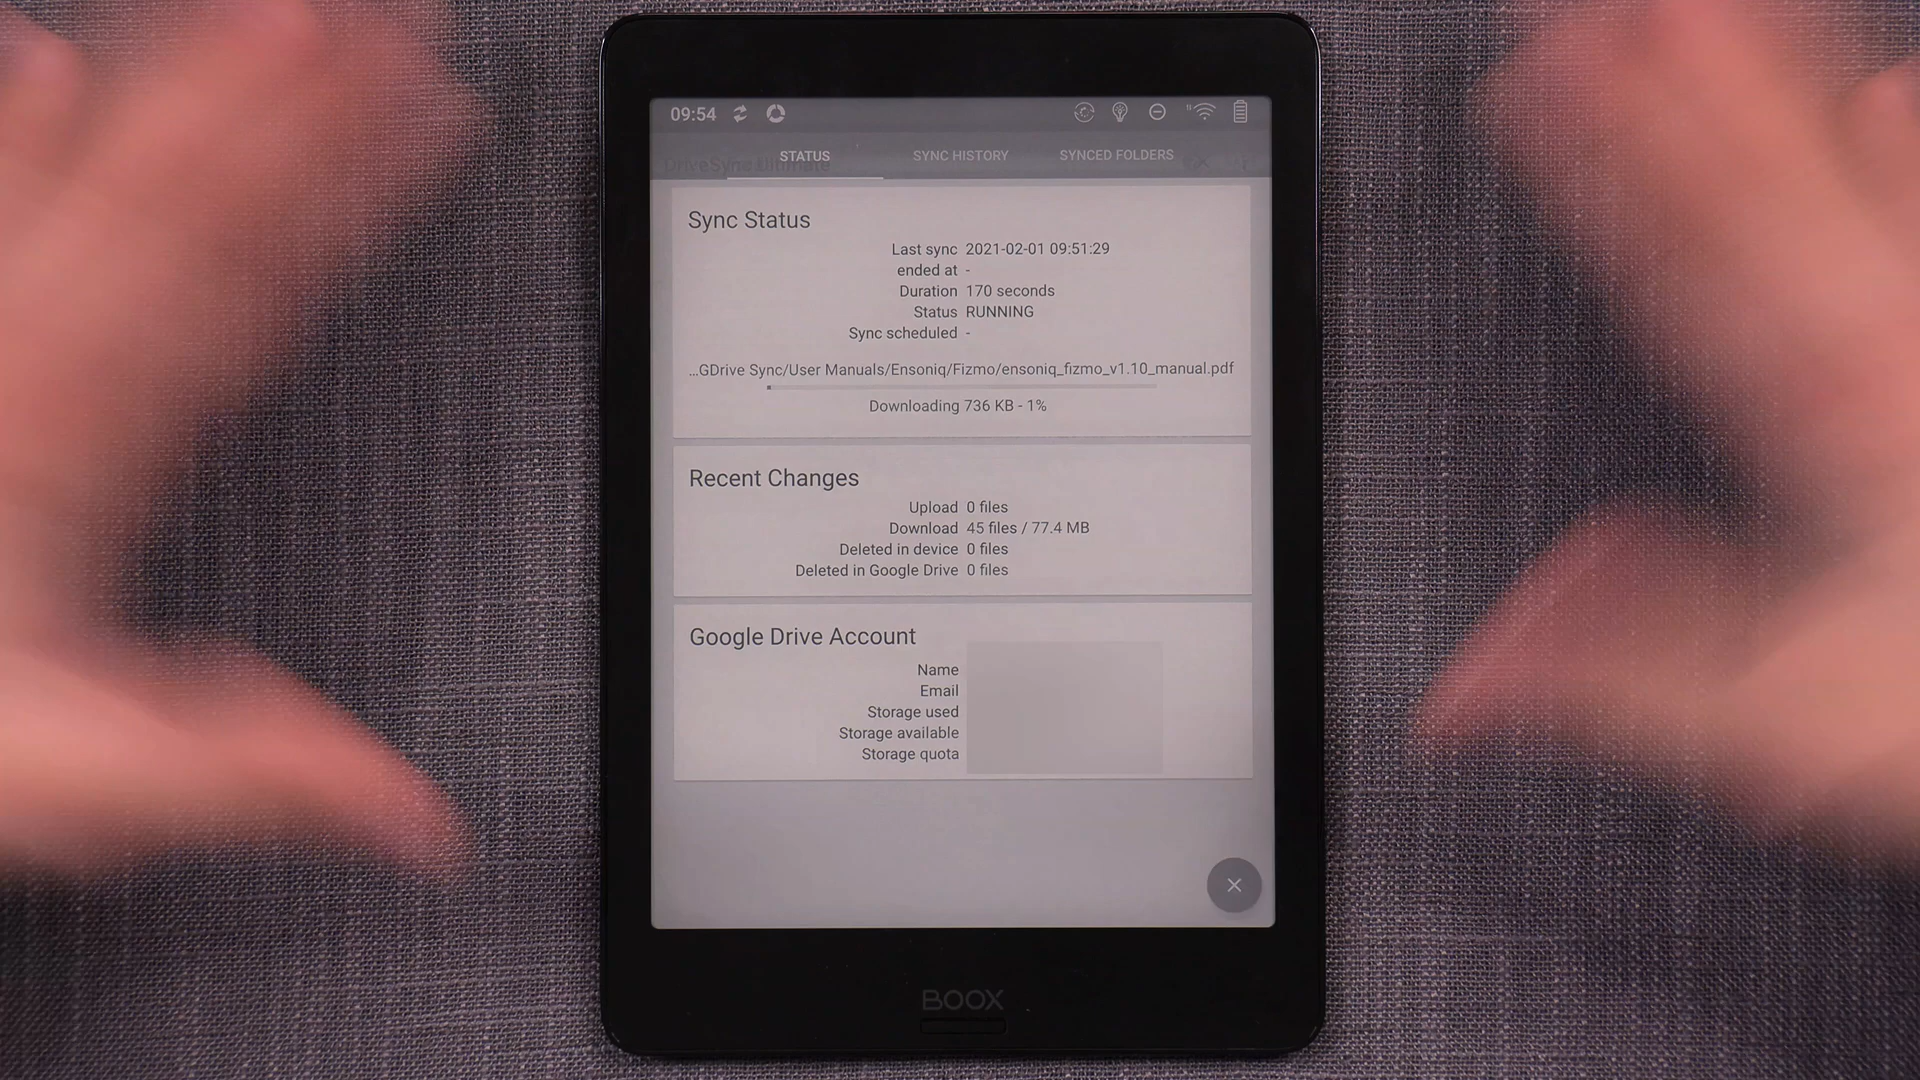 09:54
DriveSync Ultimate
STATUS SYNC HISTORY SYNCED FOLDERS
Sync Status
Last sync 2021-02-01 09:51:29
ended at -
Duration 170 seconds
Status RUNNING
Sync scheduled -
...GDrive Sync/User Manuals/Ensoniq/Fizmo/ensoniq_fizmo_v1.10_manual.pdf
Downloading 736 KB - 1%
Recent Changes
Upload 0 files
Download 45 files / 77.4 MB
Deleted in device 0 files
Deleted in Google Drive 0 files
Google Drive Account
Name
Email
Storage used
Storage available
Storage quota
BOOX